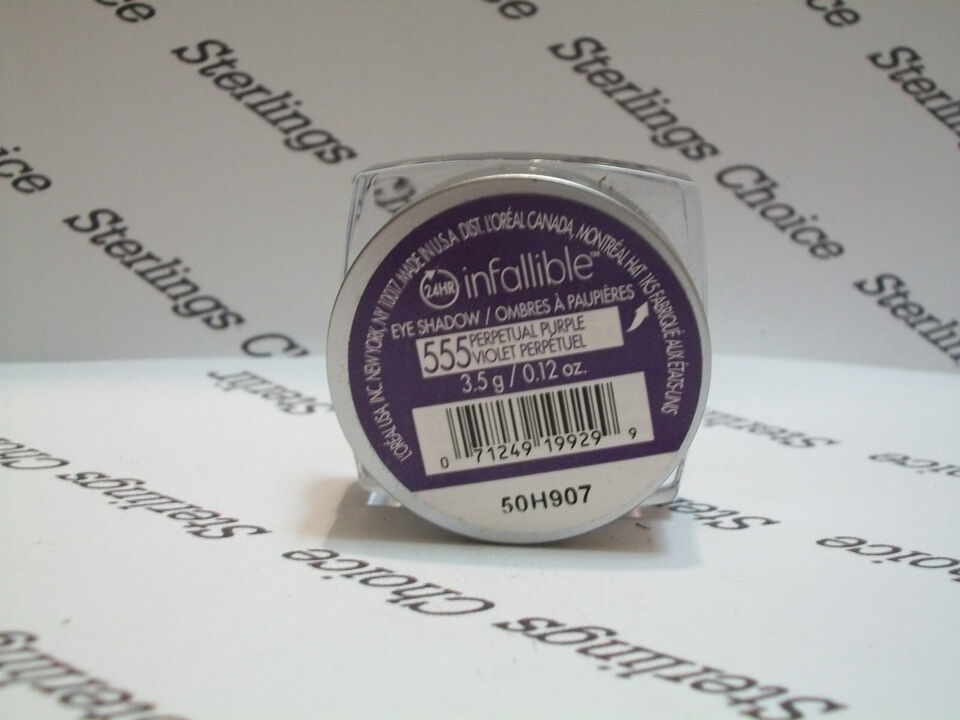 Sterlings Choice
Sterlings Choice
Sterlings Choice
L'ORÉAL USA, INC. NEW YORK, NY 10017. MADE IN U.S.A. DIST. L'ORÉAL CANADA, MONTRÉAL H4T 1K5 FABRIQUÉ AUX ÉTATS-UNIS
24HR infallible™
EYE SHADOW / OMBRES À PAUPIÈRES
555 PERPETUAL PURPLE
VIOLET PERPÉTUEL
3.5 g / 0.12 oz.
0 71249 19929 9
50H907
Sterlings Choice
Sterlings Choice